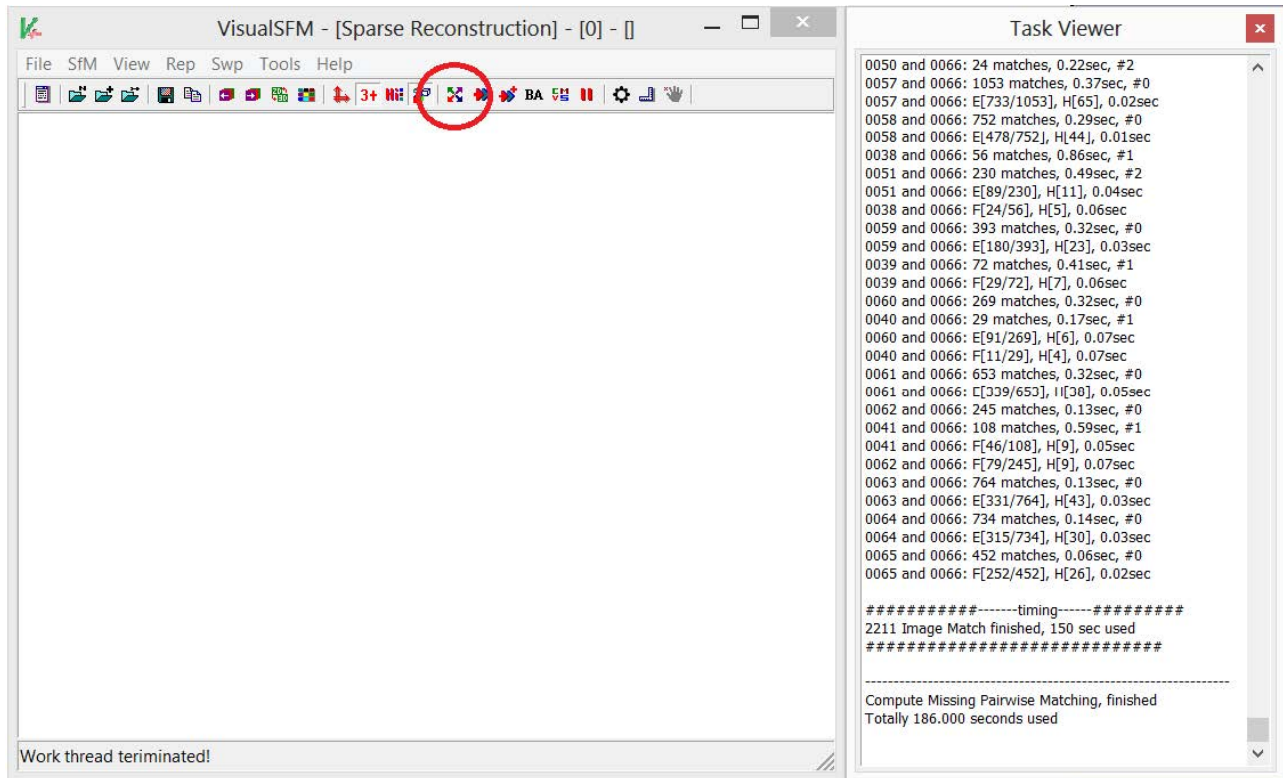 VisualSFM - [Sparse Reconstruction] - [0] - []
File SfM View Rep Swp Tools Help
3+ BA
Work thread teriminated!
Task Viewer
0050 and 0066: 24 matches, 0.22sec, #2
0057 and 0066: 1053 matches, 0.37sec, #0
0057 and 0066: E[733/1053], H[65], 0.02sec
0058 and 0066: 752 matches, 0.29sec, #0
0058 and 0066: E[478/752], H[44], 0.01sec
0038 and 0066: 56 matches, 0.86sec, #1
0051 and 0066: 230 matches, 0.49sec, #2
0051 and 0066: E[89/230], H[11], 0.04sec
0038 and 0066: F[24/56], H[5], 0.06sec
0059 and 0066: 393 matches, 0.32sec, #0
0059 and 0066: E[180/393], H[23], 0.03sec
0039 and 0066: 72 matches, 0.41sec, #1
0039 and 0066: F[29/72], H[7], 0.06sec
0060 and 0066: 269 matches, 0.32sec, #0
0040 and 0066: 29 matches, 0.17sec, #1
0060 and 0066: E[91/269], H[6], 0.07sec
0040 and 0066: F[11/29], H[4], 0.07sec
0061 and 0066: 653 matches, 0.32sec, #0
0061 and 0066: E[339/653], H[38], 0.05sec
0062 and 0066: 245 matches, 0.13sec, #0
0041 and 0066: 108 matches, 0.59sec, #1
0041 and 0066: F[46/108], H[9], 0.05sec
0062 and 0066: F[79/245], H[9], 0.07sec
0063 and 0066: 764 matches, 0.13sec, #0
0063 and 0066: E[331/764], H[43], 0.03sec
0064 and 0066: 734 matches, 0.14sec, #0
0064 and 0066: E[315/734], H[30], 0.03sec
0065 and 0066: 452 matches, 0.06sec, #0
0065 and 0066: F[252/452], H[26], 0.02sec
###########-------timing------#########
2211 Image Match finished, 150 sec used
#############################
----------------------------------------------------------------
Compute Missing Pairwise Matching, finished
Totally 186.000 seconds used